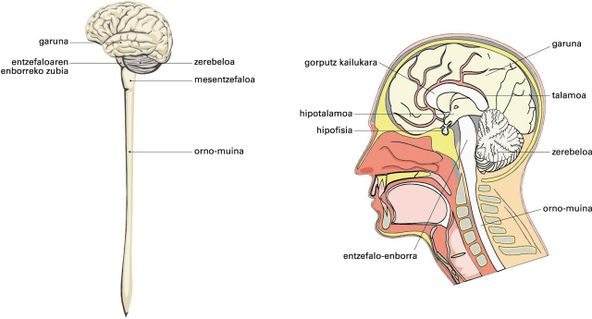 garuna
entzefaloaren
enborreko zubia
zerebeloa
mesentzefaloa
orno-muina
garuna
gorputz kailukara
talamoa
hipotalamoa
hipofisia
zerebeloa
orno-muina
entzefalo-enborra